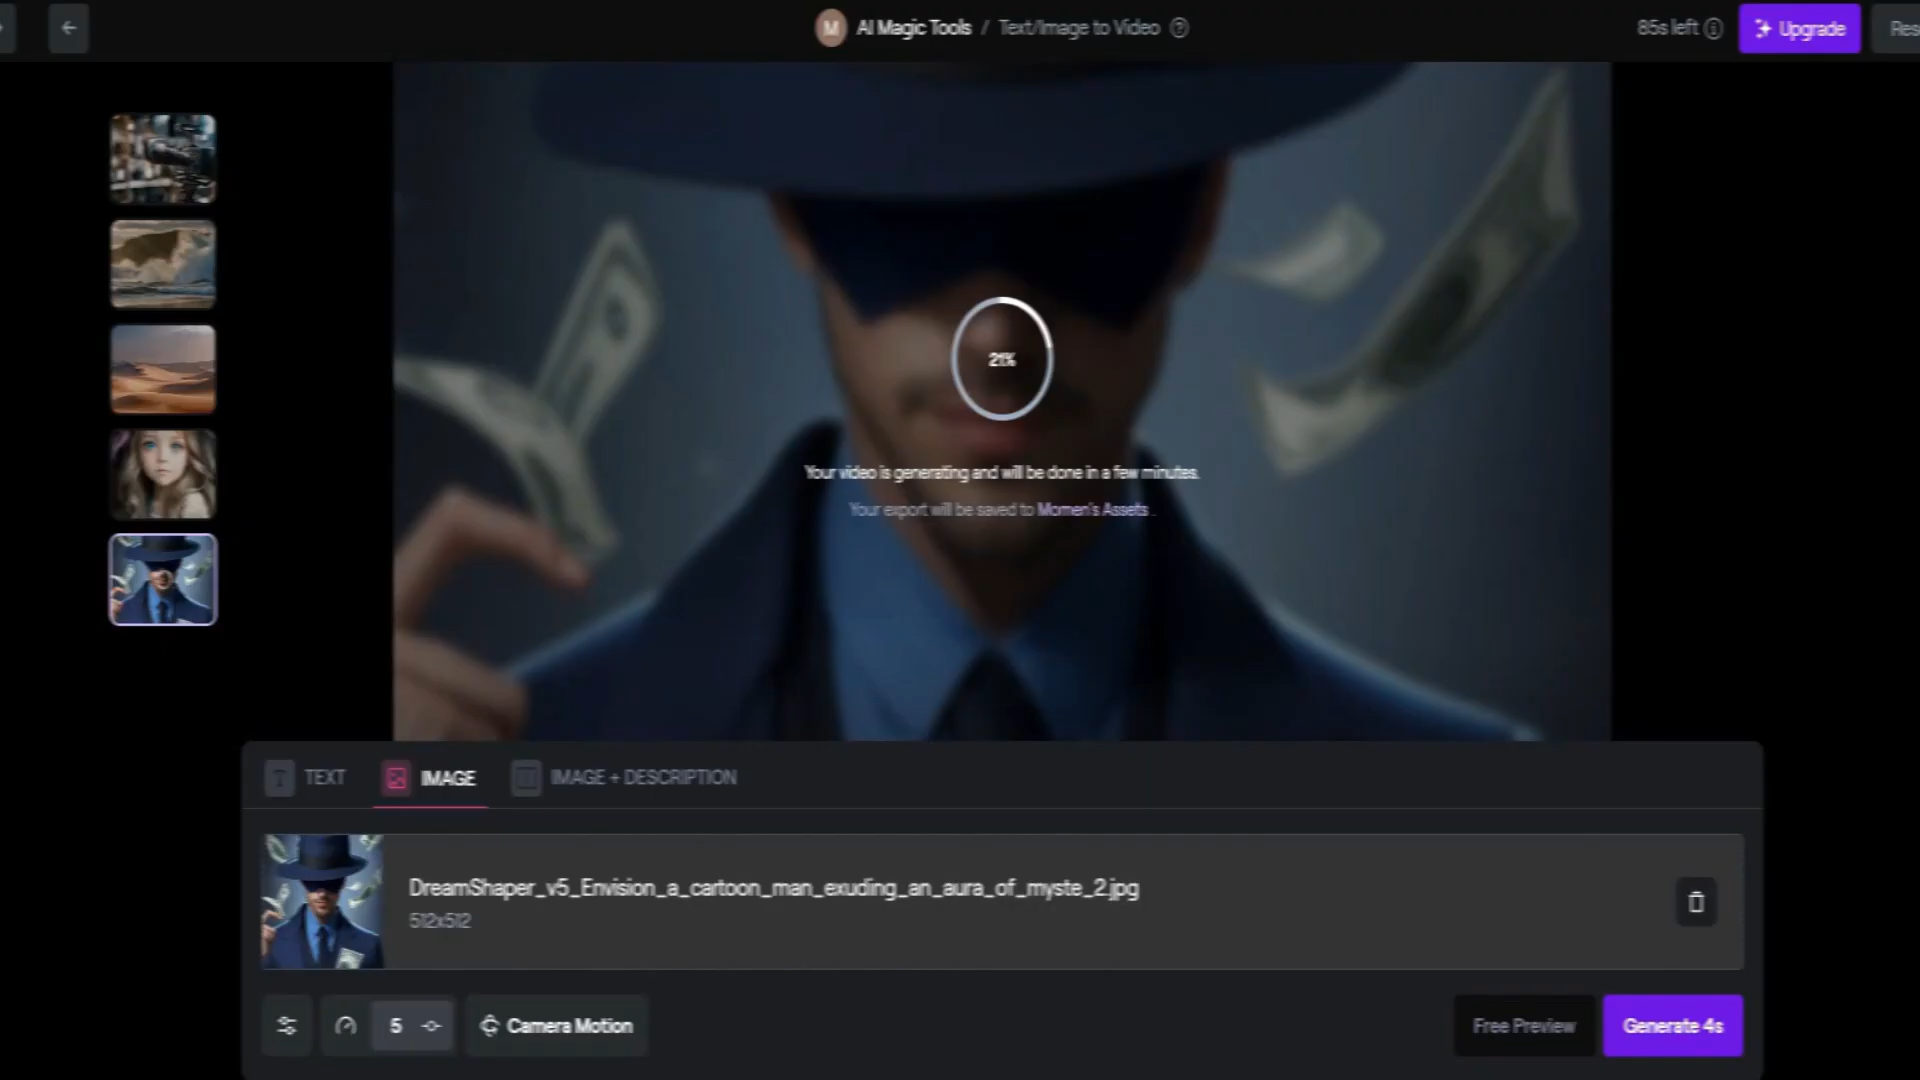 M AI Magic Tools / Text/Image to Video
85s left
Upgrade
21%
Your video is generating and will be done in a few minutes.
Your export will be saved to Momen's Assets .
TEXT
IMAGE
IMAGE + DESCRIPTION
DreamShaper_v5_Envision_a_cartoon_man_exuding_an_aura_of_myste_2.jpg
512x512
5
Camera Motion
Free Preview
Generate 4s